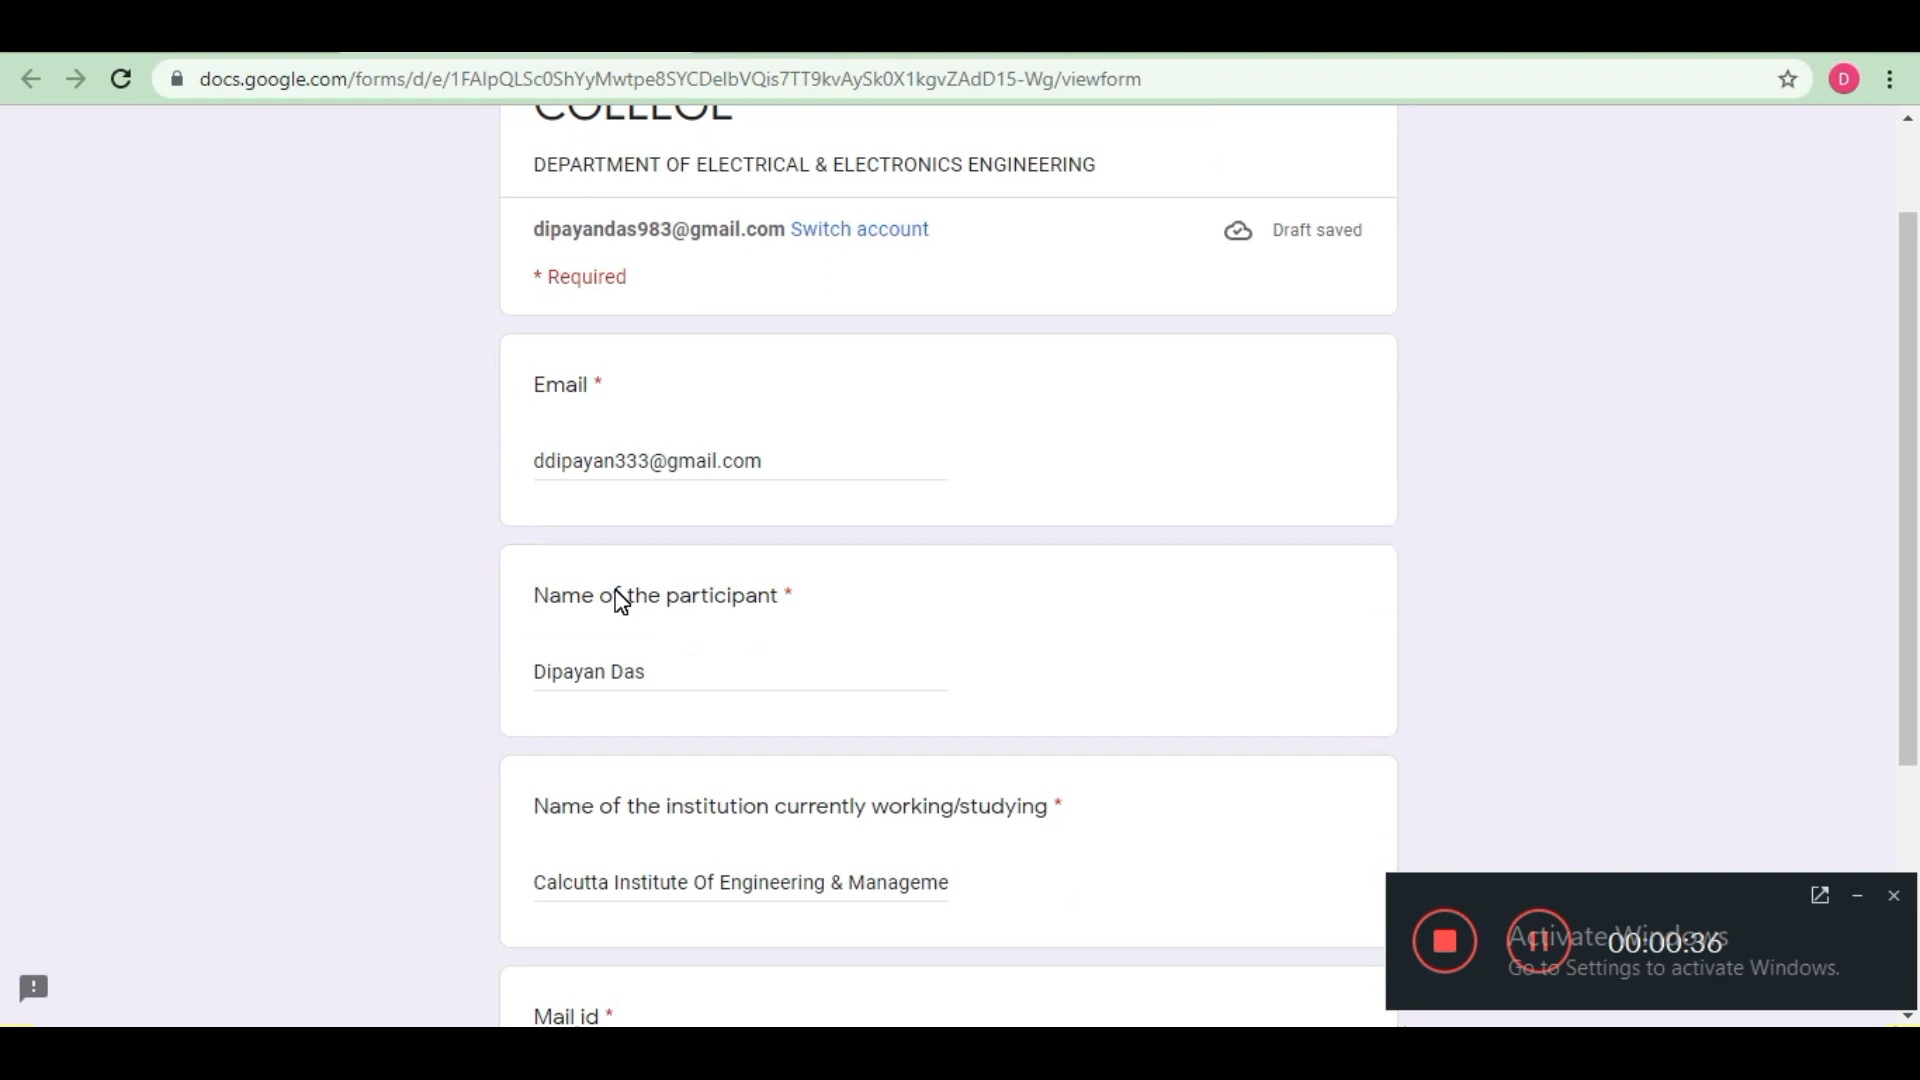 docs.google.com/forms/d/e/1FAIpQLSc0ShYyMwtpe8SYCDeIbVQis7TT9kvAySk0X1kgvZAdD15-Wg/viewform
D
COLLEGE
DEPARTMENT OF ELECTRICAL & ELECTRONICS ENGINEERING
dipayandas983@gmail.com Switch account
Draft saved
* Required
Email *
ddipayan333@gmail.com
Name of the participant *
Dipayan Das
Name of the institution currently working/studying *
Calcutta Institute Of Engineering & Manageme
Mail id *
Activate Windows
00:00:36
Go to Settings to activate Windows.